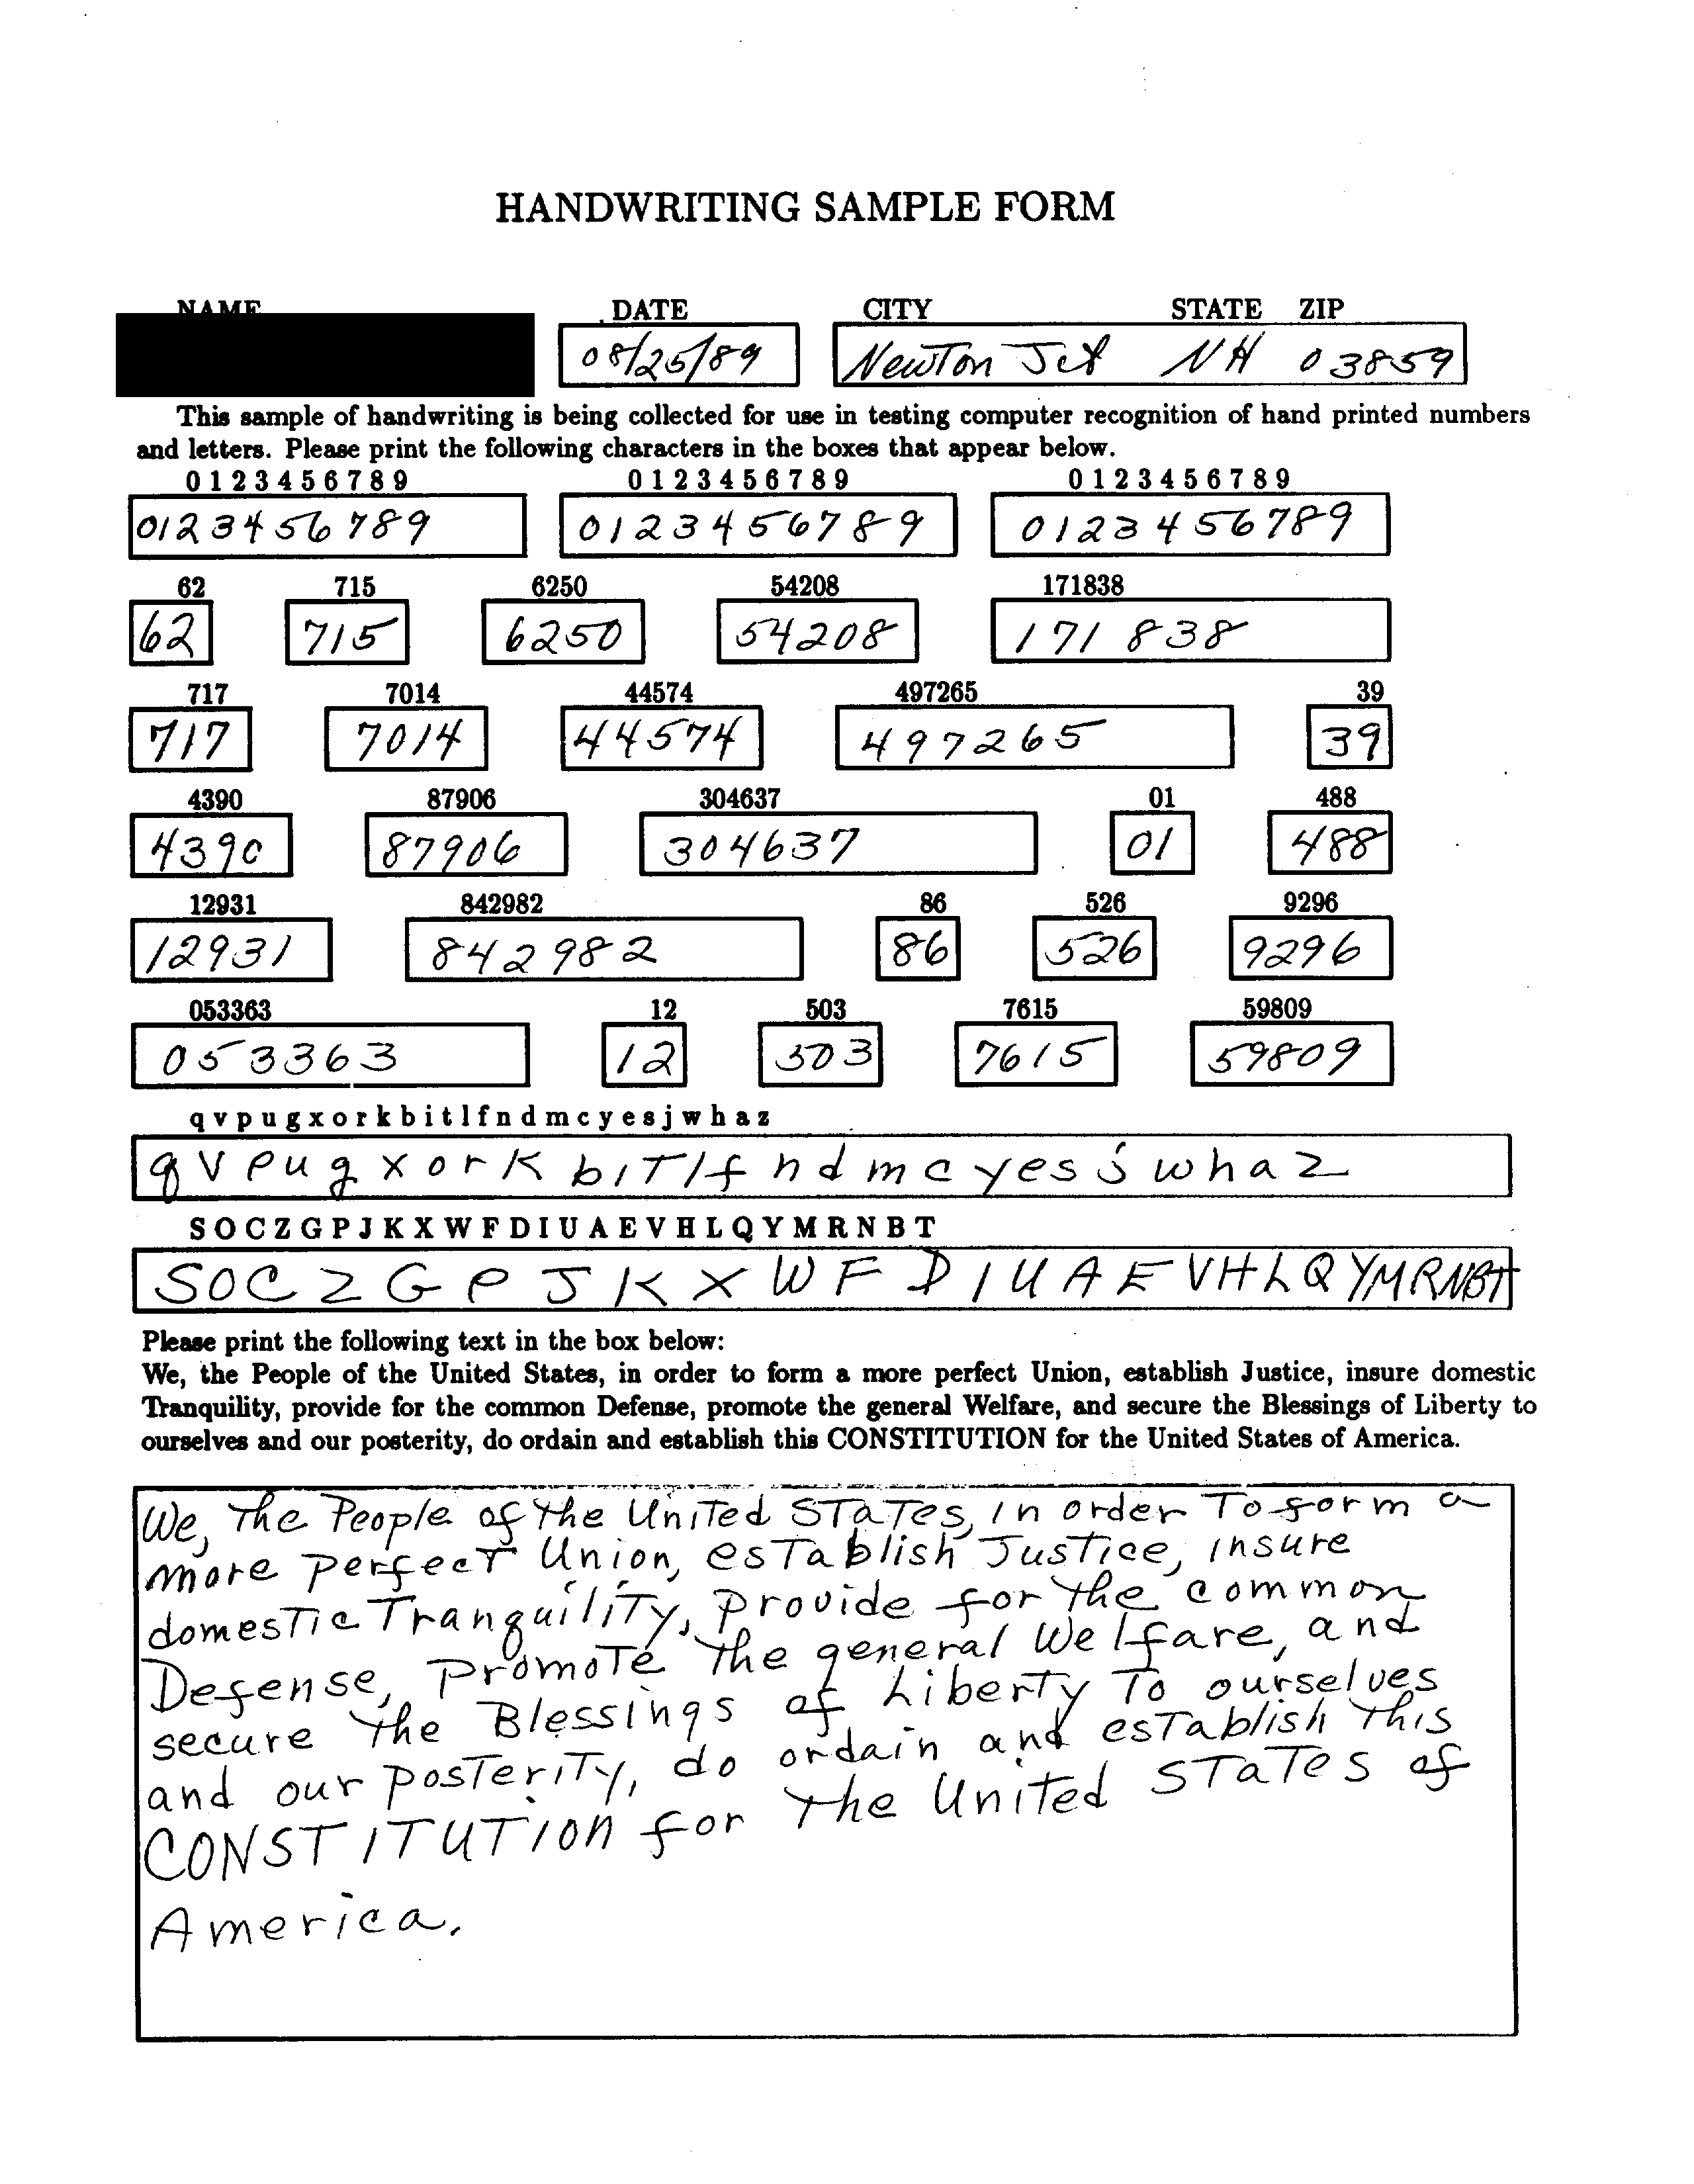 HANDWRITING SAMPLE FORM
NAME DATE CITY STATE ZIP
08/25/89 Newton Jct NH 03859
This sample of handwriting is being collected for use in testing computer recognition of hand printed numbers
and letters. Please print the following characters in the boxes that appear below.
0 1 2 3 4 5 6 7 8 9 0 1 2 3 4 5 6 7 8 9 0 1 2 3 4 5 6 7 8 9
0123456789 0123456789 0123456789
62 715 6250 54208 171838
62 715 6250 54208 171838
717 7014 44574 497265 39
717 7014 44574 497265 39
4390 87906 304637 01 488
4390 87906 304637 01 488
12931 842982 86 526 9296
12931 842982 86 526 9296
053363 12 503 7615 59809
053363 12 503 7615 59809
q v p u g x o r k b i t l f n d m c y e s j w h a z
q v p u g x o r k b i T l f n d m c y e s j w h a z
S O C Z G P J K X W F D I U A E V H L Q Y M R N B T
S O C Z G P J K X W F D I U A E V H L Q Y M R N B T
Please print the following text in the box below:
We, the People of the United States, in order to form a more perfect Union, establish Justice, insure domestic
Tranquility, provide for the common Defense, promote the general Welfare, and secure the Blessings of Liberty to
ourselves and our posterity, do ordain and establish this CONSTITUTION for the United States of America.
We, the People of the United States, in order to form a
more perfect Union, establish Justice, insure
domestic Tranquility, provide for the common
Defense, promote the general Welfare, and
secure the Blessings of Liberty to ourselves
and our posterity, do ordain and establish this
CONSTITUTION for the United States of
America.